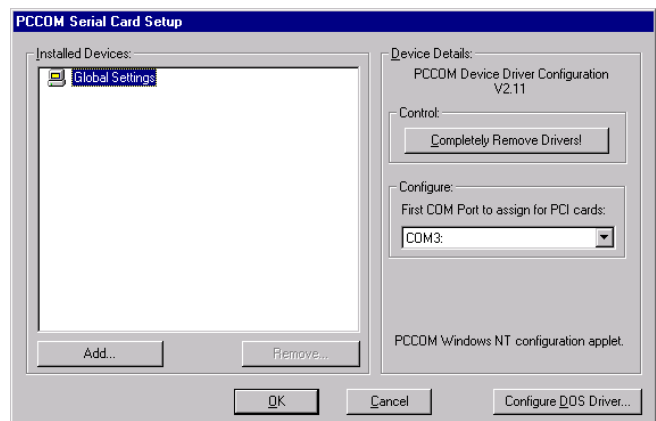 PCCOM Serial Card Setup
Installed Devices:
Global Settings
Add...
Remove...
Device Details:
PCCOM Device Driver Configuration
V2.11
Control:
Completely Remove Drivers!
Configure:
First COM Port to assign for PCI cards:
COM3:
PCCOM Windows NT configuration applet.
OK
Cancel
Configure DOS Driver...